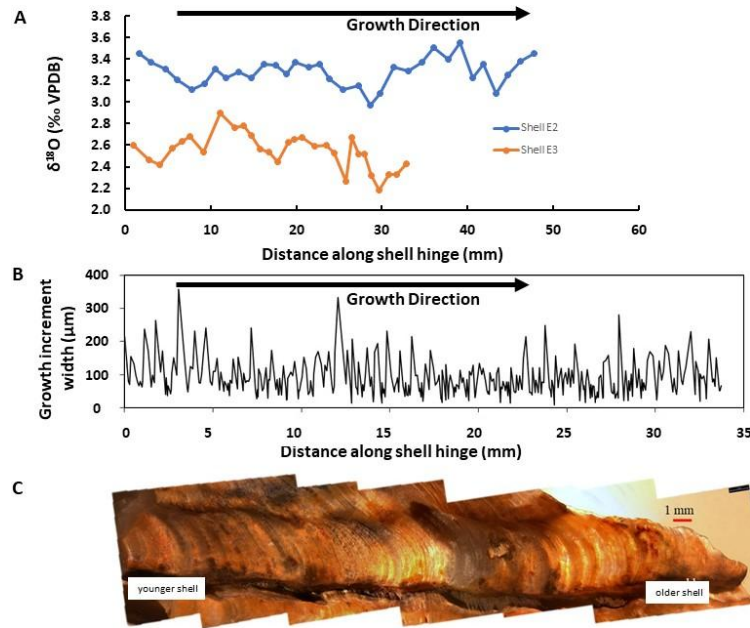 A
Growth Direction
3.8
3.6
3.4
3.2
3.0
2.8
2.6
2.4
2.2
2.0
δ¹⁸O (‰ VPDB)
Shell E2
Shell E3
0 10 20 30 40 50 60
Distance along shell hinge (mm)
B
Growth Direction
400
300
200
100
0
Growth increment
width (μm)
0 5 10 15 20 25 30 35
Distance along shell hinge (mm)
C
1 mm
younger shell
older shell